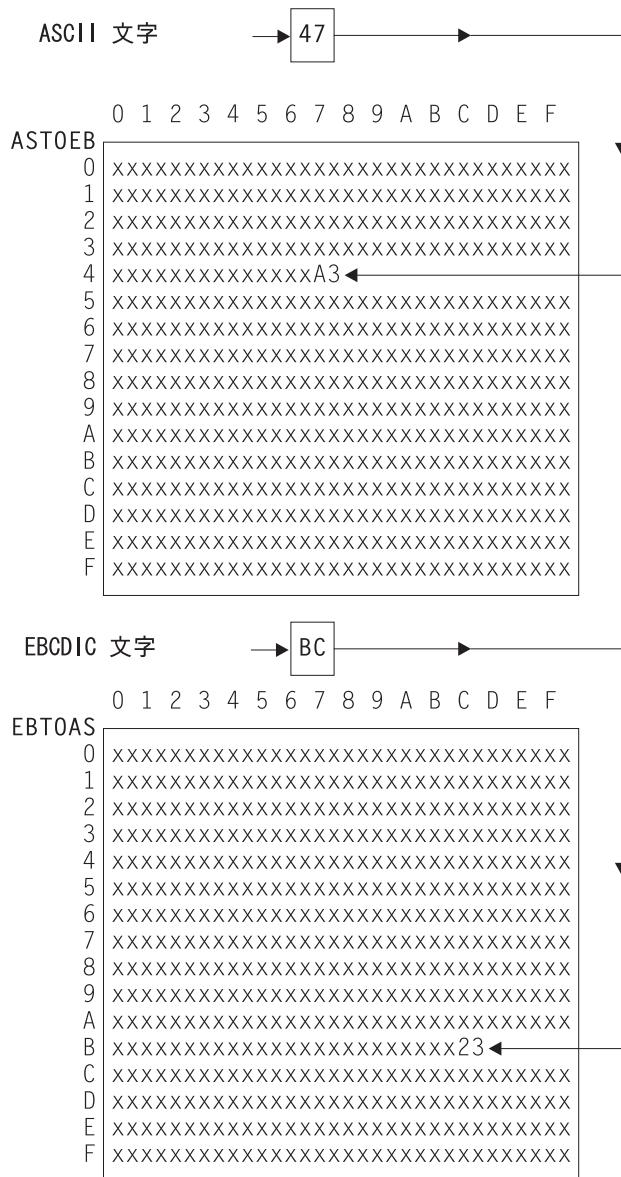 ASCII 文字 47
0 1 2 3 4 5 6 7 8 9 A B C D E F
ASTOEB
0 xxxxxxxxxxxxxxxxxxxxxxxxxxxxxxxx
1 xxxxxxxxxxxxxxxxxxxxxxxxxxxxxxxx
2 xxxxxxxxxxxxxxxxxxxxxxxxxxxxxxxx
3 xxxxxxxxxxxxxxxxxxxxxxxxxxxxxxxx
4 xxxxxxxxxxxxxxA3
5 xxxxxxxxxxxxxxxxxxxxxxxxxxxxxxxx
6 xxxxxxxxxxxxxxxxxxxxxxxxxxxxxxxx
7 xxxxxxxxxxxxxxxxxxxxxxxxxxxxxxxx
8 xxxxxxxxxxxxxxxxxxxxxxxxxxxxxxxx
9 xxxxxxxxxxxxxxxxxxxxxxxxxxxxxxxx
A xxxxxxxxxxxxxxxxxxxxxxxxxxxxxxxx
B xxxxxxxxxxxxxxxxxxxxxxxxxxxxxxxx
C xxxxxxxxxxxxxxxxxxxxxxxxxxxxxxxx
D xxxxxxxxxxxxxxxxxxxxxxxxxxxxxxxx
E xxxxxxxxxxxxxxxxxxxxxxxxxxxxxxxx
F xxxxxxxxxxxxxxxxxxxxxxxxxxxxxxxx
EBCDIC 文字 BC
0 1 2 3 4 5 6 7 8 9 A B C D E F
EBTOAS
0 xxxxxxxxxxxxxxxxxxxxxxxxxxxxxxxx
1 xxxxxxxxxxxxxxxxxxxxxxxxxxxxxxxx
2 xxxxxxxxxxxxxxxxxxxxxxxxxxxxxxxx
3 xxxxxxxxxxxxxxxxxxxxxxxxxxxxxxxx
4 xxxxxxxxxxxxxxxxxxxxxxxxxxxxxxxx
5 xxxxxxxxxxxxxxxxxxxxxxxxxxxxxxxx
6 xxxxxxxxxxxxxxxxxxxxxxxxxxxxxxxx
7 xxxxxxxxxxxxxxxxxxxxxxxxxxxxxxxx
8 xxxxxxxxxxxxxxxxxxxxxxxxxxxxxxxx
9 xxxxxxxxxxxxxxxxxxxxxxxxxxxxxxxx
A xxxxxxxxxxxxxxxxxxxxxxxxxxxxxxxx
B xxxxxxxxxxxxxxxxxxxxxxxx23
C xxxxxxxxxxxxxxxxxxxxxxxxxxxxxxxx
D xxxxxxxxxxxxxxxxxxxxxxxxxxxxxxxx
E xxxxxxxxxxxxxxxxxxxxxxxxxxxxxxxx
F xxxxxxxxxxxxxxxxxxxxxxxxxxxxxxxx